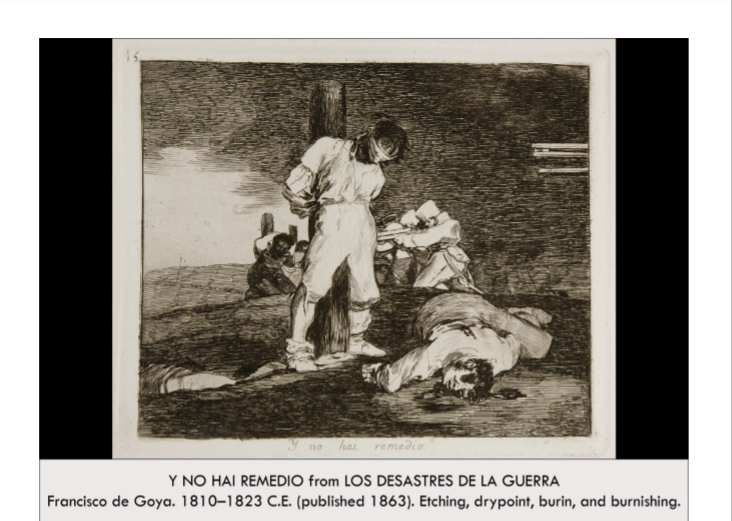 15
Y no hai remedio
Y NO HAI REMEDIO from LOS DESASTRES DE LA GUERRA
Francisco de Goya. 1810–1823 C.E. (published 1863). Etching, drypoint, burin, and burnishing.